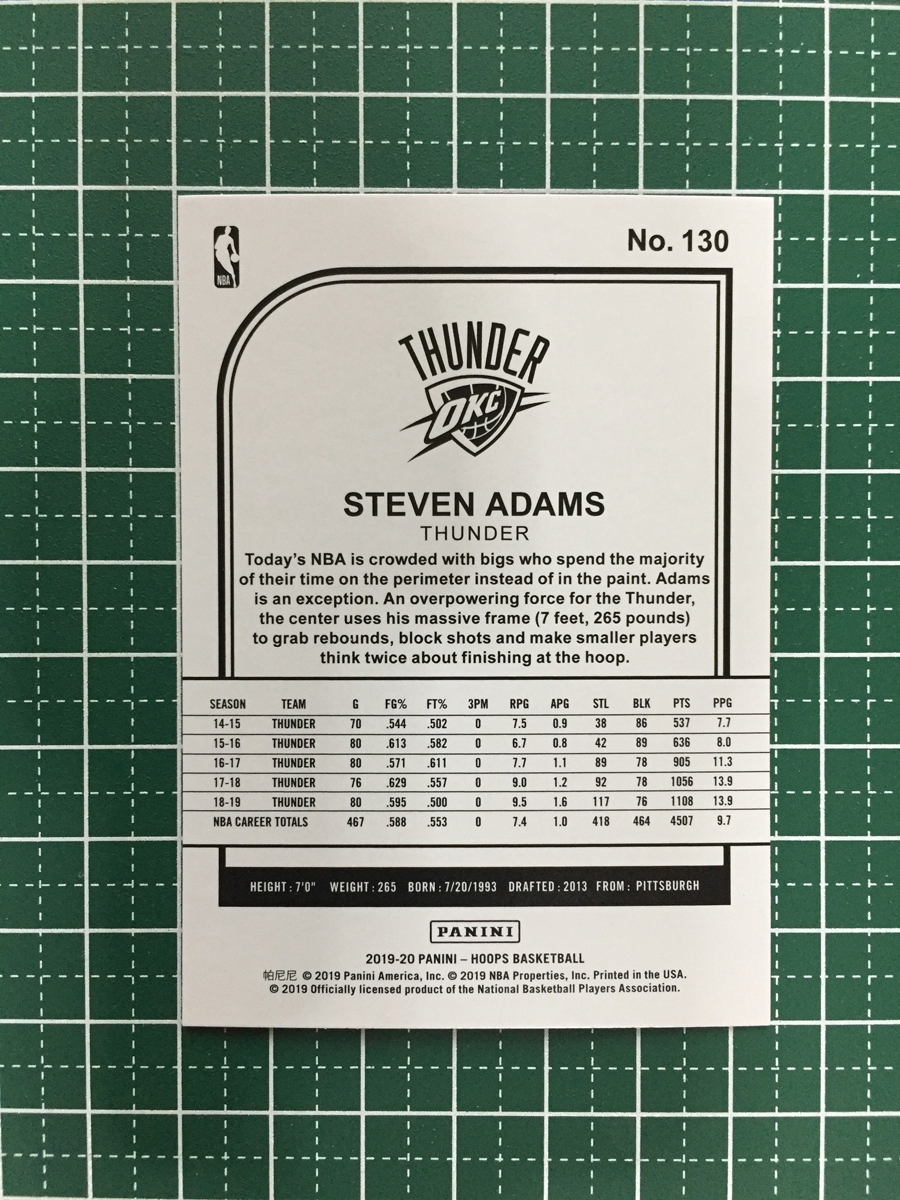 No. 130
NBA
THUNDER
OKC
STEVEN ADAMS
THUNDER
Today's NBA is crowded with bigs who spend the majority
of their time on the perimeter instead of in the paint. Adams
is an exception. An overpowering force for the Thunder,
the center uses his massive frame (7 feet, 265 pounds)
to grab rebounds, block shots and make smaller players
think twice about finishing at the hoop.
SEASON TEAM G FG% FT% 3PM RPG APG STL BLK PTS PPG
14-15 THUNDER 70 .544 .502 0 7.5 0.9 38 86 537 7.7
15-16 THUNDER 80 .613 .582 0 6.7 0.8 42 89 636 8.0
16-17 THUNDER 80 .571 .611 0 7.7 1.1 89 78 905 11.3
17-18 THUNDER 76 .629 .557 0 9.0 1.2 92 78 1056 13.9
18-19 THUNDER 80 .595 .500 0 9.5 1.6 117 76 1108 13.9
NBA CAREER TOTALS 467 .588 .553 0 7.4 1.0 418 464 4507 9.7
HEIGHT: 7'0" WEIGHT: 265 BORN: 7/20/1993 DRAFTED: 2013 FROM: PITTSBURGH
PANINI
2019-20 PANINI – HOOPS BASKETBALL
帕尼尼 © 2019 Panini America, Inc. © 2019 NBA Properties, Inc. Printed in the USA.
© 2019 Officially licensed product of the National Basketball Players Association.